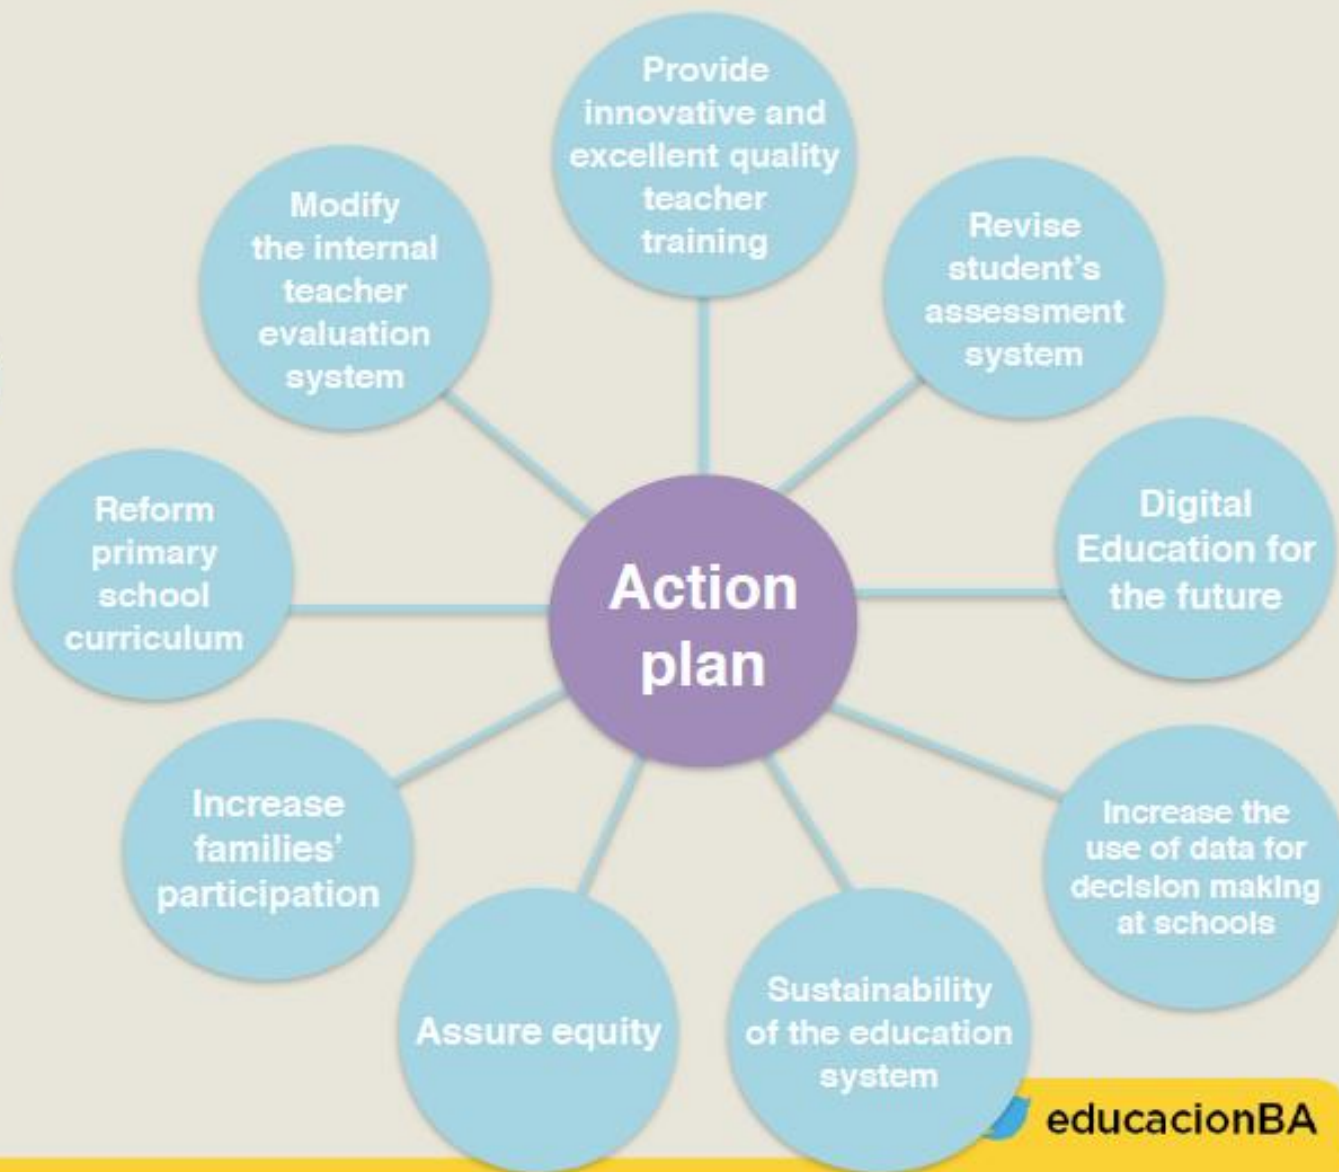 Provide
innovative and
excellent quality
teacher
training
Revise
student's
assessment
system
Digital
Education for
the future
Increase the
use of data for
decision making
at schools
Sustainability
of the education
system
Assure equity
Increase
families'
participation
Reform
primary
school
curriculum
Modify
the internal
teacher
evaluation
system
Action
plan
educacionBA